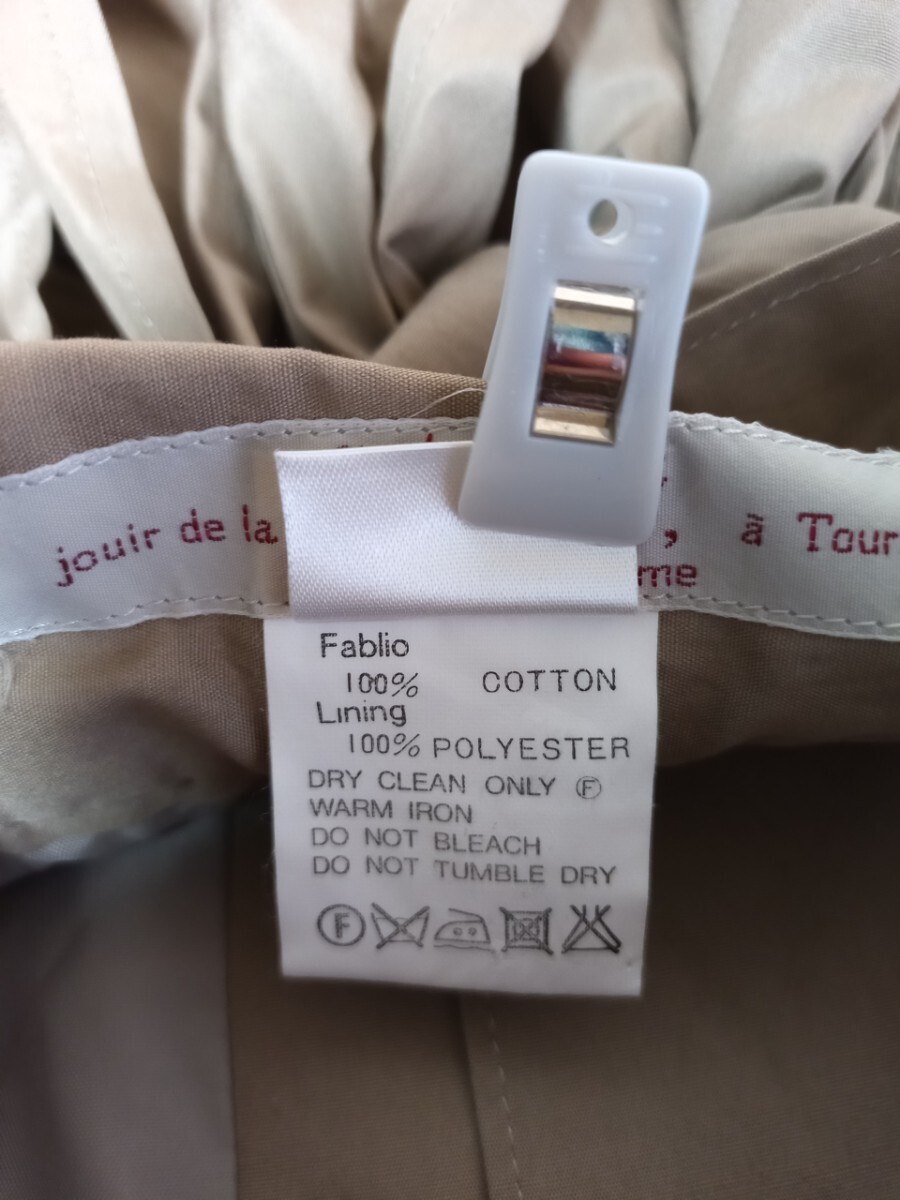 jouir de la , à Tour
me
Fablio
100% COTTON
Lining
100% POLYESTER
DRY CLEAN ONLY Ⓕ
WARM IRON
DO NOT BLEACH
DO NOT TUMBLE DRY
Ⓕ